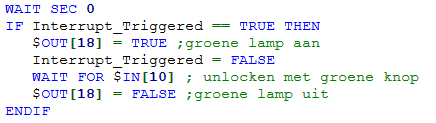 WAIT SEC 0
IF Interrupt_Triggered == TRUE THEN
$OUT[18] = TRUE ;groene lamp aan
Interrupt_Triggered = FALSE
WAIT FOR $IN[10] ; unlocken met groene knop
$OUT[18] = FALSE ;groene lamp uit
ENDIF